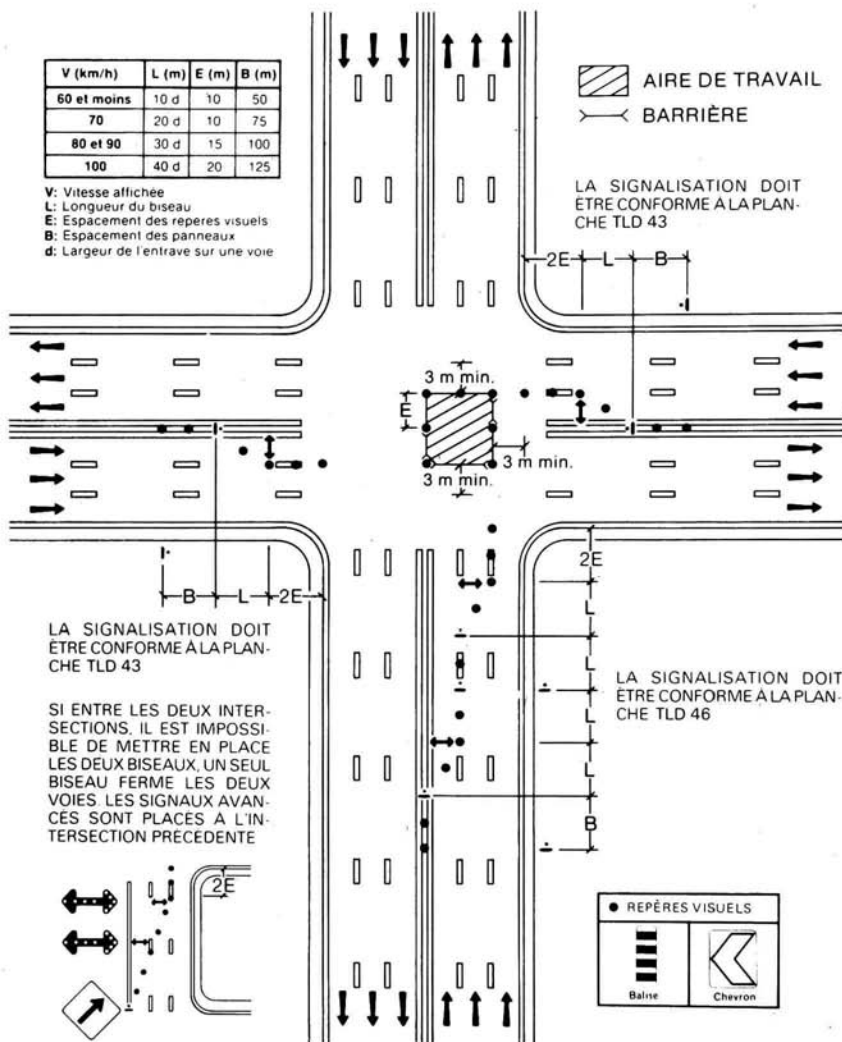 V (km/h) L (m) E (m) B (m)
60 et moins 10 d 10 50
70 20 d 10 75
80 et 90 30 d 15 100
100 40 d 20 125
V: Vitesse affichée
L: Longueur du biseau
E: Espacement des repères visuels
B: Espacement des panneaux
d: Largeur de l'entrave sur une voie
AIRE DE TRAVAIL
BARRIÈRE
LA SIGNALISATION DOIT
ÊTRE CONFORME À LA PLAN-
CHE TLD 43
2E L B
3 m min.
E
3 m min.
3 m min.
B L 2E
2E
L
L
L
L
B
LA SIGNALISATION DOIT
ÊTRE CONFORME À LA PLAN-
CHE TLD 43
LA SIGNALISATION DOIT
ÊTRE CONFORME À LA PLAN-
CHE TLD 46
SI ENTRE LES DEUX INTER-
SECTIONS, IL EST IMPOSSI-
BLE DE METTRE EN PLACE
LES DEUX BISEAUX, UN SEUL
BISEAU FERME LES DEUX
VOIES. LES SIGNAUX AVAN-
CÉS SONT PLACÉS À L'IN-
TERSECTION PRÉCÉDENTE
2E
REPÈRES VISUELS
Balise Chevron